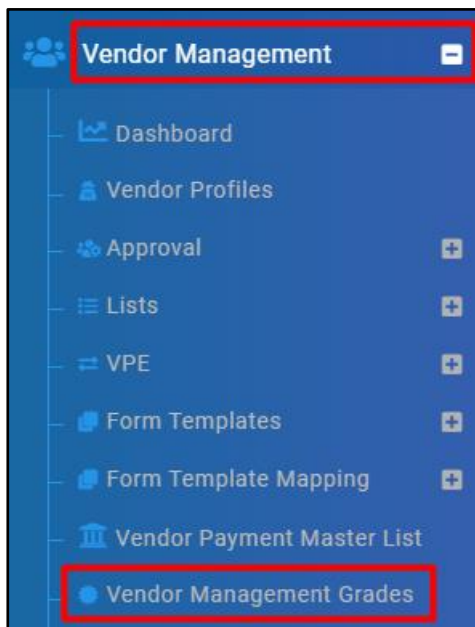 Vendor Management
Dashboard
Vendor Profiles
Approval
Lists
VPE
Form Templates
Form Template Mapping
Vendor Payment Master List
Vendor Management Grades